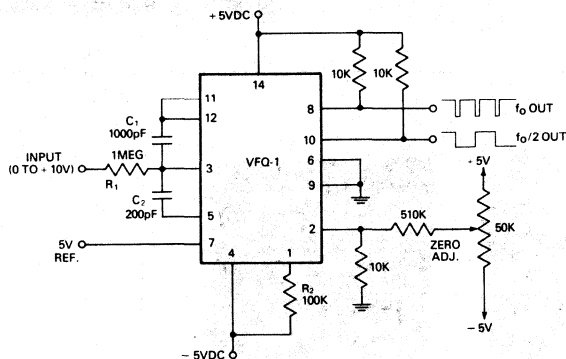 +5VDC
10K
10K
14
11
12
C1
1000pF
8
fo OUT
10
fo/2 OUT
INPUT
(0 TO +10V)
1MEG
R1
3
VFQ-1
6
9
+5V
C2
200pF
5
2
510K
50K
5V
REF.
7
4
1
ZERO
ADJ.
10K
R2
100K
-5V
-5VDC